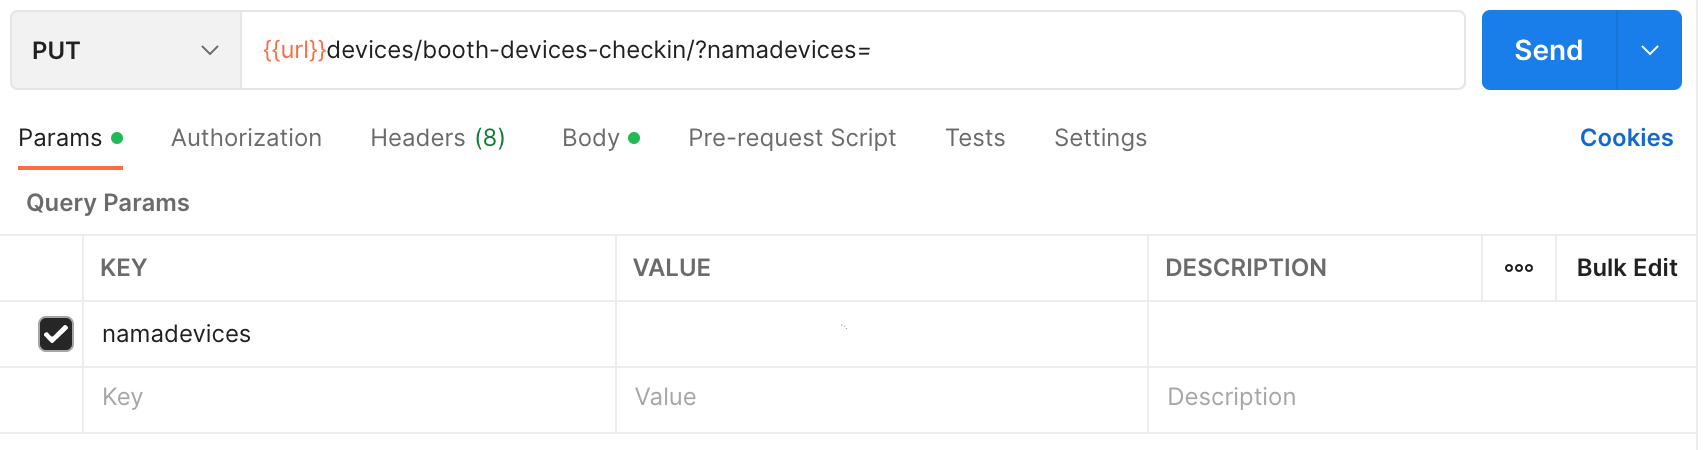 PUT {{url}}devices/booth-devices-checkin/?namadevices= Send
Params Authorization Headers (8) Body Pre-request Script Tests Settings Cookies
Query Params
KEY VALUE DESCRIPTION ooo Bulk Edit
namadevices
Key Value Description